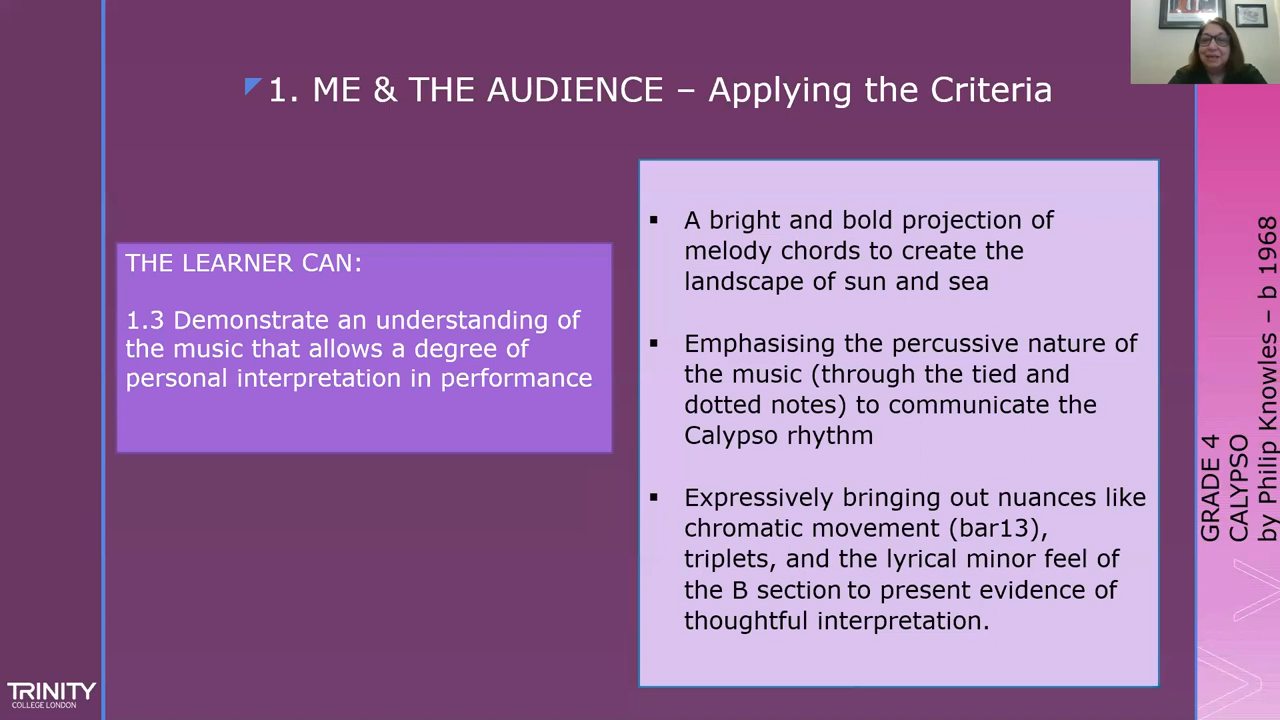 1. ME & THE AUDIENCE – Applying the Criteria
THE LEARNER CAN:
1.3 Demonstrate an understanding of
the music that allows a degree of
personal interpretation in performance
▪ A bright and bold projection of
melody chords to create the
landscape of sun and sea
▪ Emphasising the percussive nature of
the music (through the tied and
dotted notes) to communicate the
Calypso rhythm
▪ Expressively bringing out nuances like
chromatic movement (bar13),
triplets, and the lyrical minor feel of
the B section to present evidence of
thoughtful interpretation.
GRADE 4
CALYPSO
by Philip Knowles – b 1968
TRINITY
COLLEGE LONDON